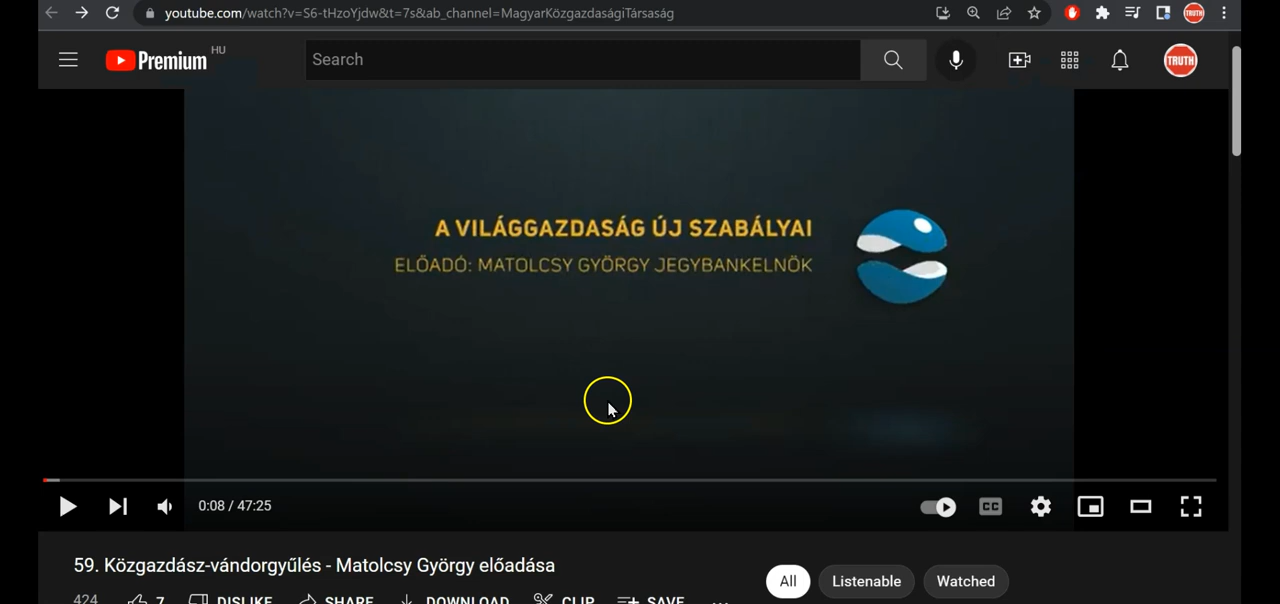 youtube.com/watch?v=S6-tHzoYjdw&t=7s&ab_channel=MagyarKözgazdaságiTársaság
TRUTH
Premium HU
Search
TRUTH
A VILÁGGAZDASÁG ÚJ SZABÁLYAI
ELŐADÓ: MATOLCSY GYÖRGY JEGYBANKELNÖK
0:08 / 47:25
CC
59. Közgazdász-vándorgyűlés - Matolcsy György előadása
All Listenable Watched
424 7 DISLIKE SHARE DOWNLOAD CLIP SAVE ...